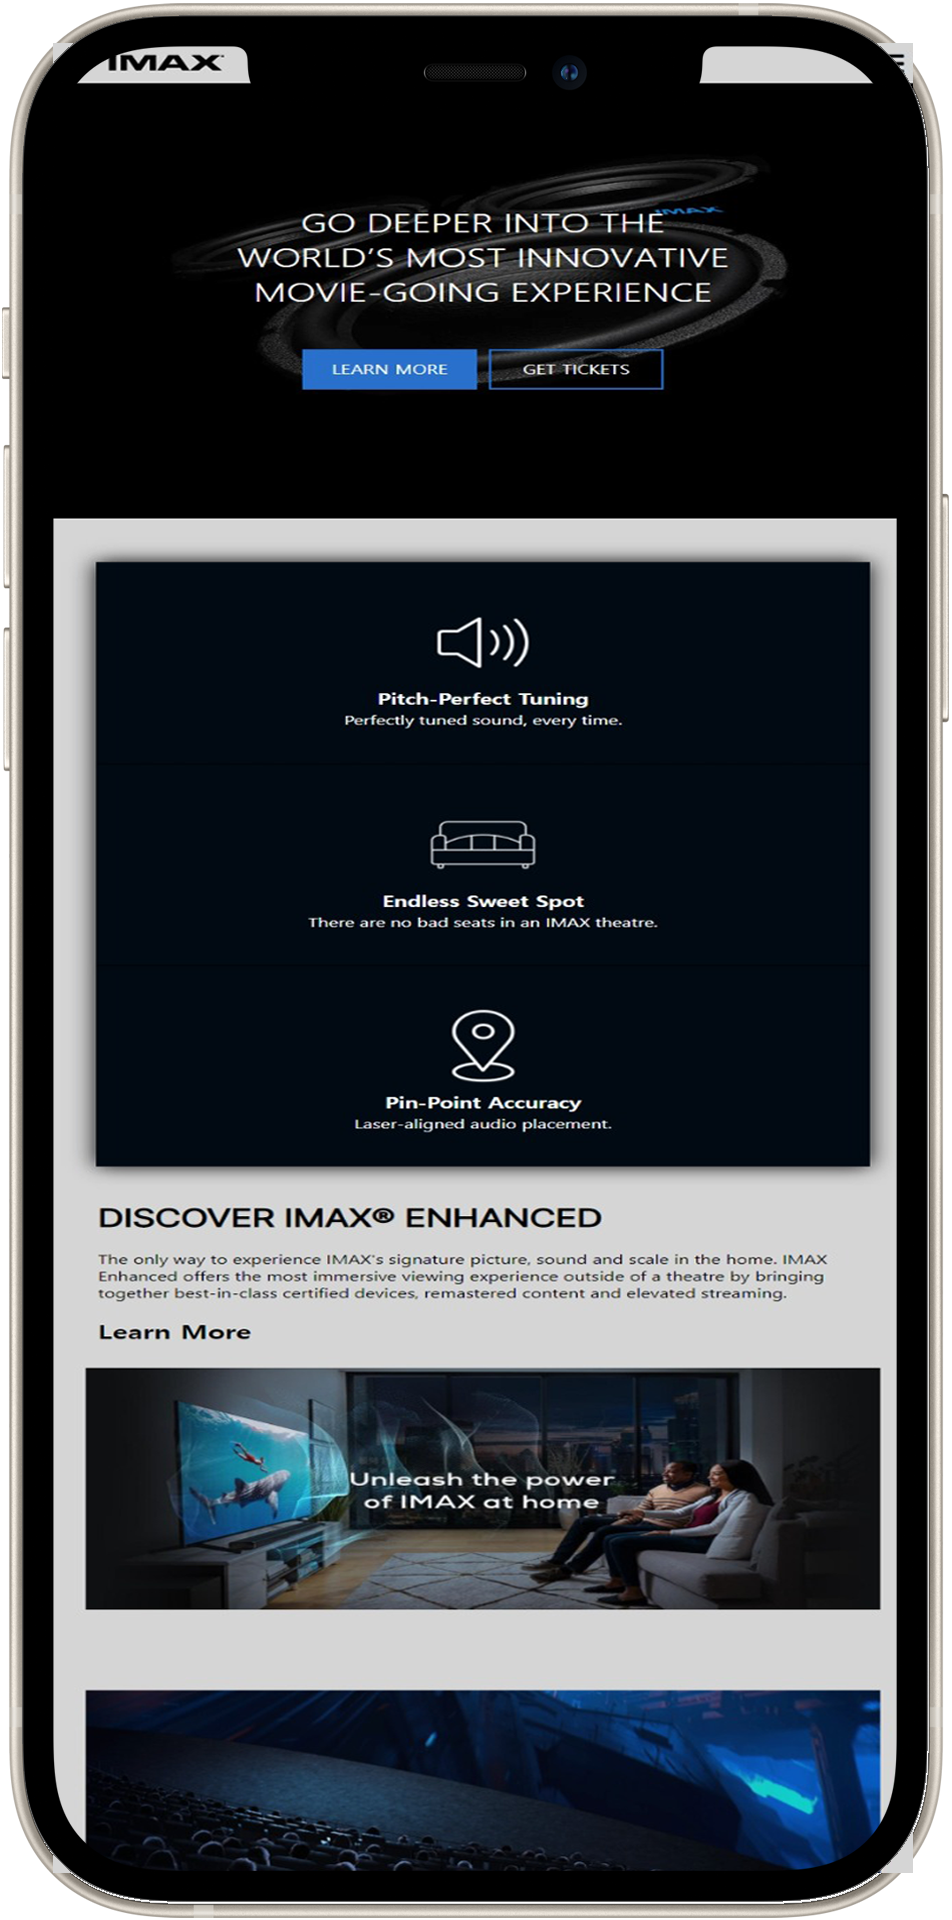 IMAX
IMAX
GO DEEPER INTO THE
WORLD'S MOST INNOVATIVE
MOVIE-GOING EXPERIENCE
LEARN MORE
GET TICKETS
Pitch-Perfect Tuning
Perfectly tuned sound, every time.
Endless Sweet Spot
There are no bad seats in an IMAX theatre.
Pin-Point Accuracy
Laser-aligned audio placement.
DISCOVER IMAX® ENHANCED
The only way to experience IMAX's signature picture, sound and scale in the home. IMAX
Enhanced offers the most immersive viewing experience outside of a theatre by bringing
together best-in-class certified devices, remastered content and elevated streaming.
Learn More
Unleash the power
of IMAX at home